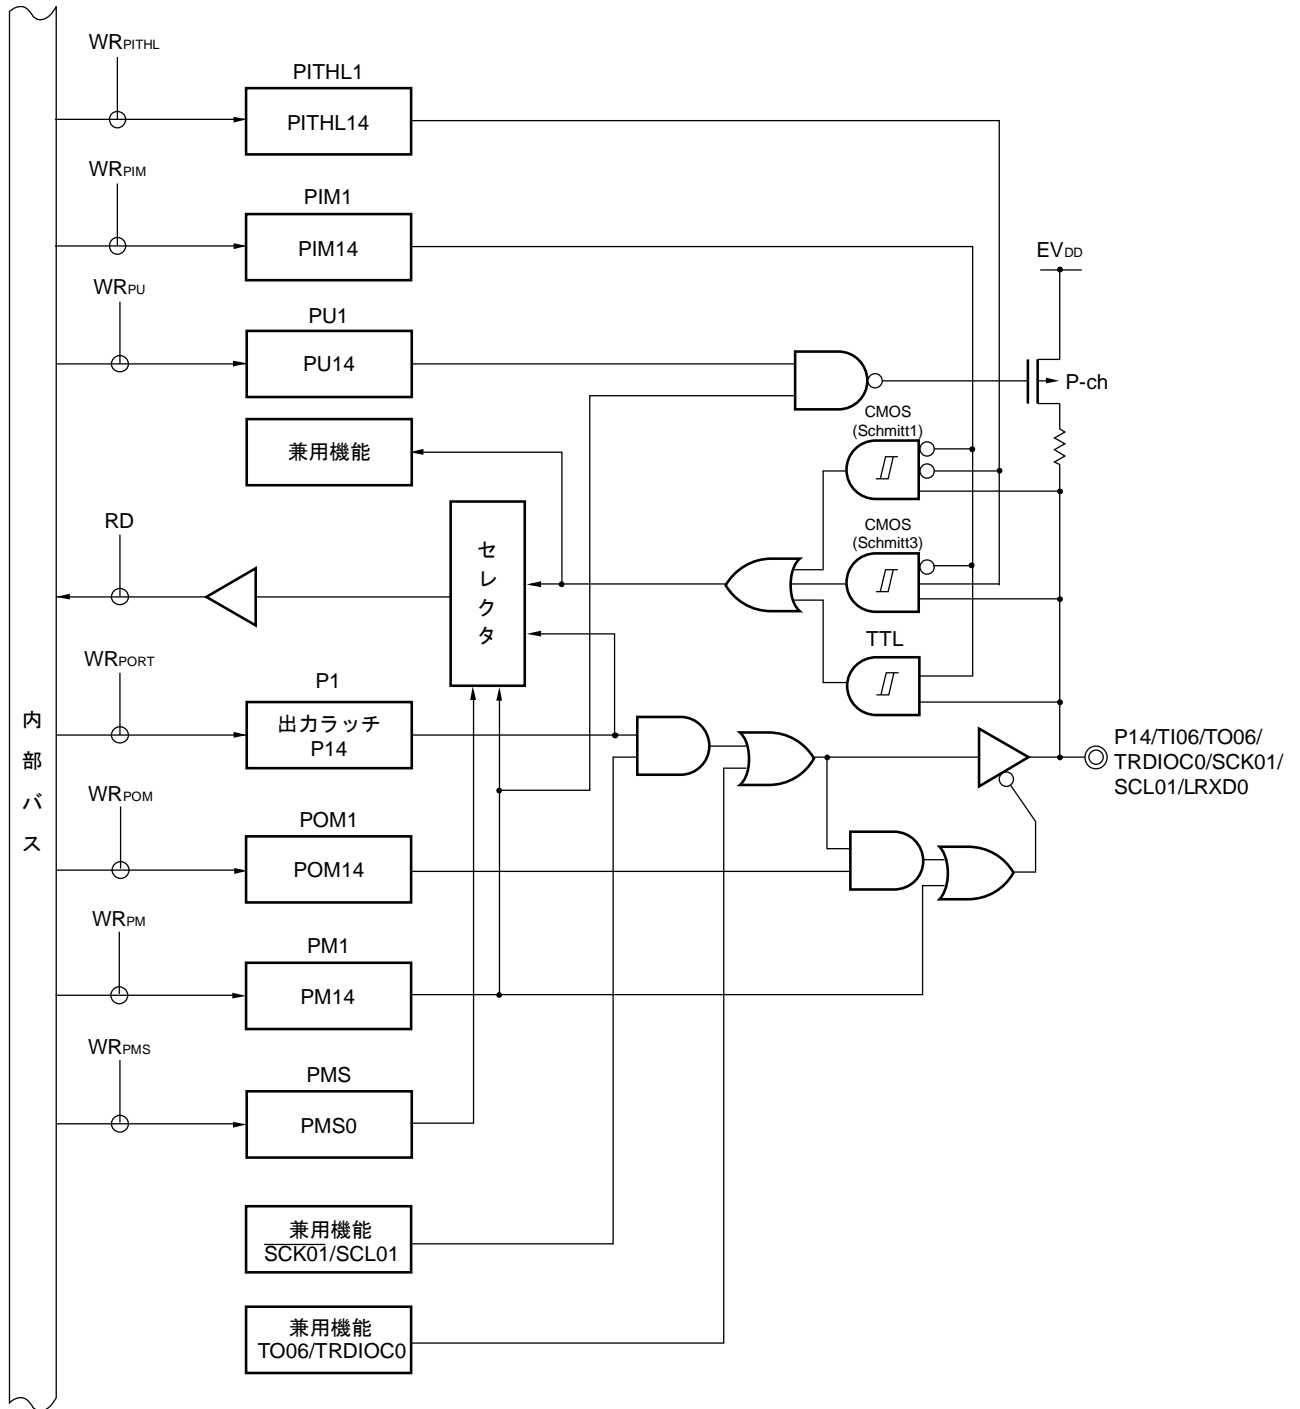 WRPITHL
PITHL1
PITHL14
WRPIM
PIM1
PIM14
EVDD
WRPU
PU1
PU14
P-ch
CMOS
(Schmitt1)
兼用機能
RD
セレクタ
CMOS
(Schmitt3)
TTL
WRPORT
P1
出力ラッチ
P14
内部バス
P14/TI06/TO06/
TRDIOC0/SCK01/
SCL01/LRXD0
WRPOM
POM1
POM14
WRPM
PM1
PM14
WRPMS
PMS
PMS0
兼用機能
SCK01/SCL01
兼用機能
TO06/TRDIOC0